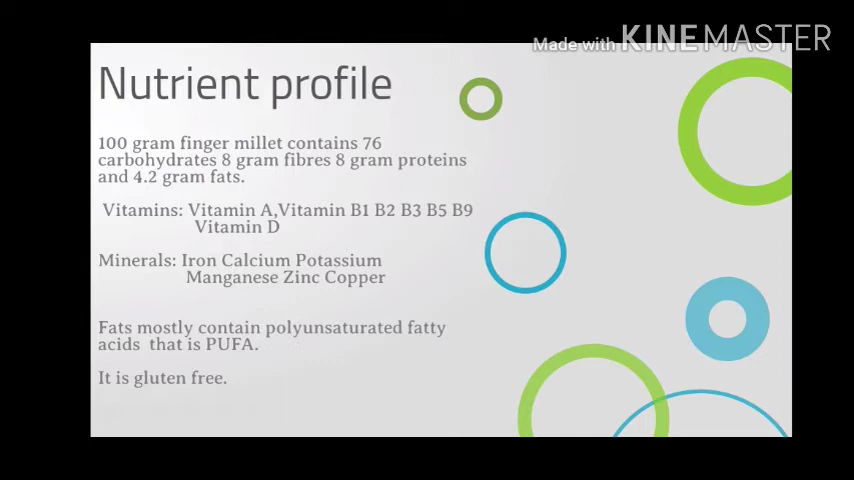 Made with KINEMASTER
Nutrient profile
100 gram finger millet contains 76
carbohydrates 8 gram fibres 8 gram proteins
and 4.2 gram fats.
Vitamins: Vitamin A,Vitamin B1 B2 B3 B5 B9
Vitamin D
Minerals: Iron Calcium Potassium
Manganese Zinc Copper
Fats mostly contain polyunsaturated fatty
acids that is PUFA.
It is gluten free.